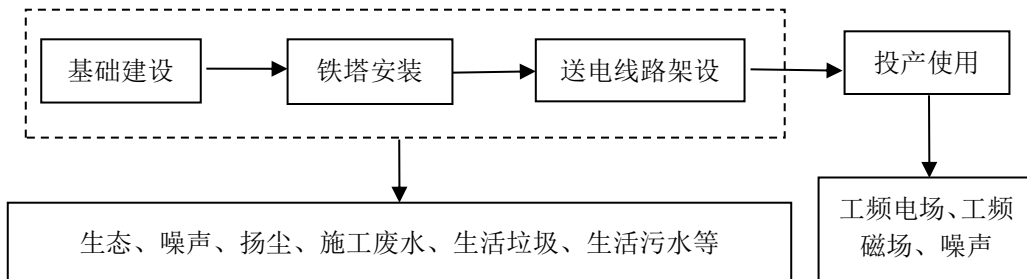 基础建设
铁塔安装
送电线路架设
投产使用
生态、噪声、扬尘、施工废水、生活垃圾、生活污水等
工频电场、工频
磁场、噪声